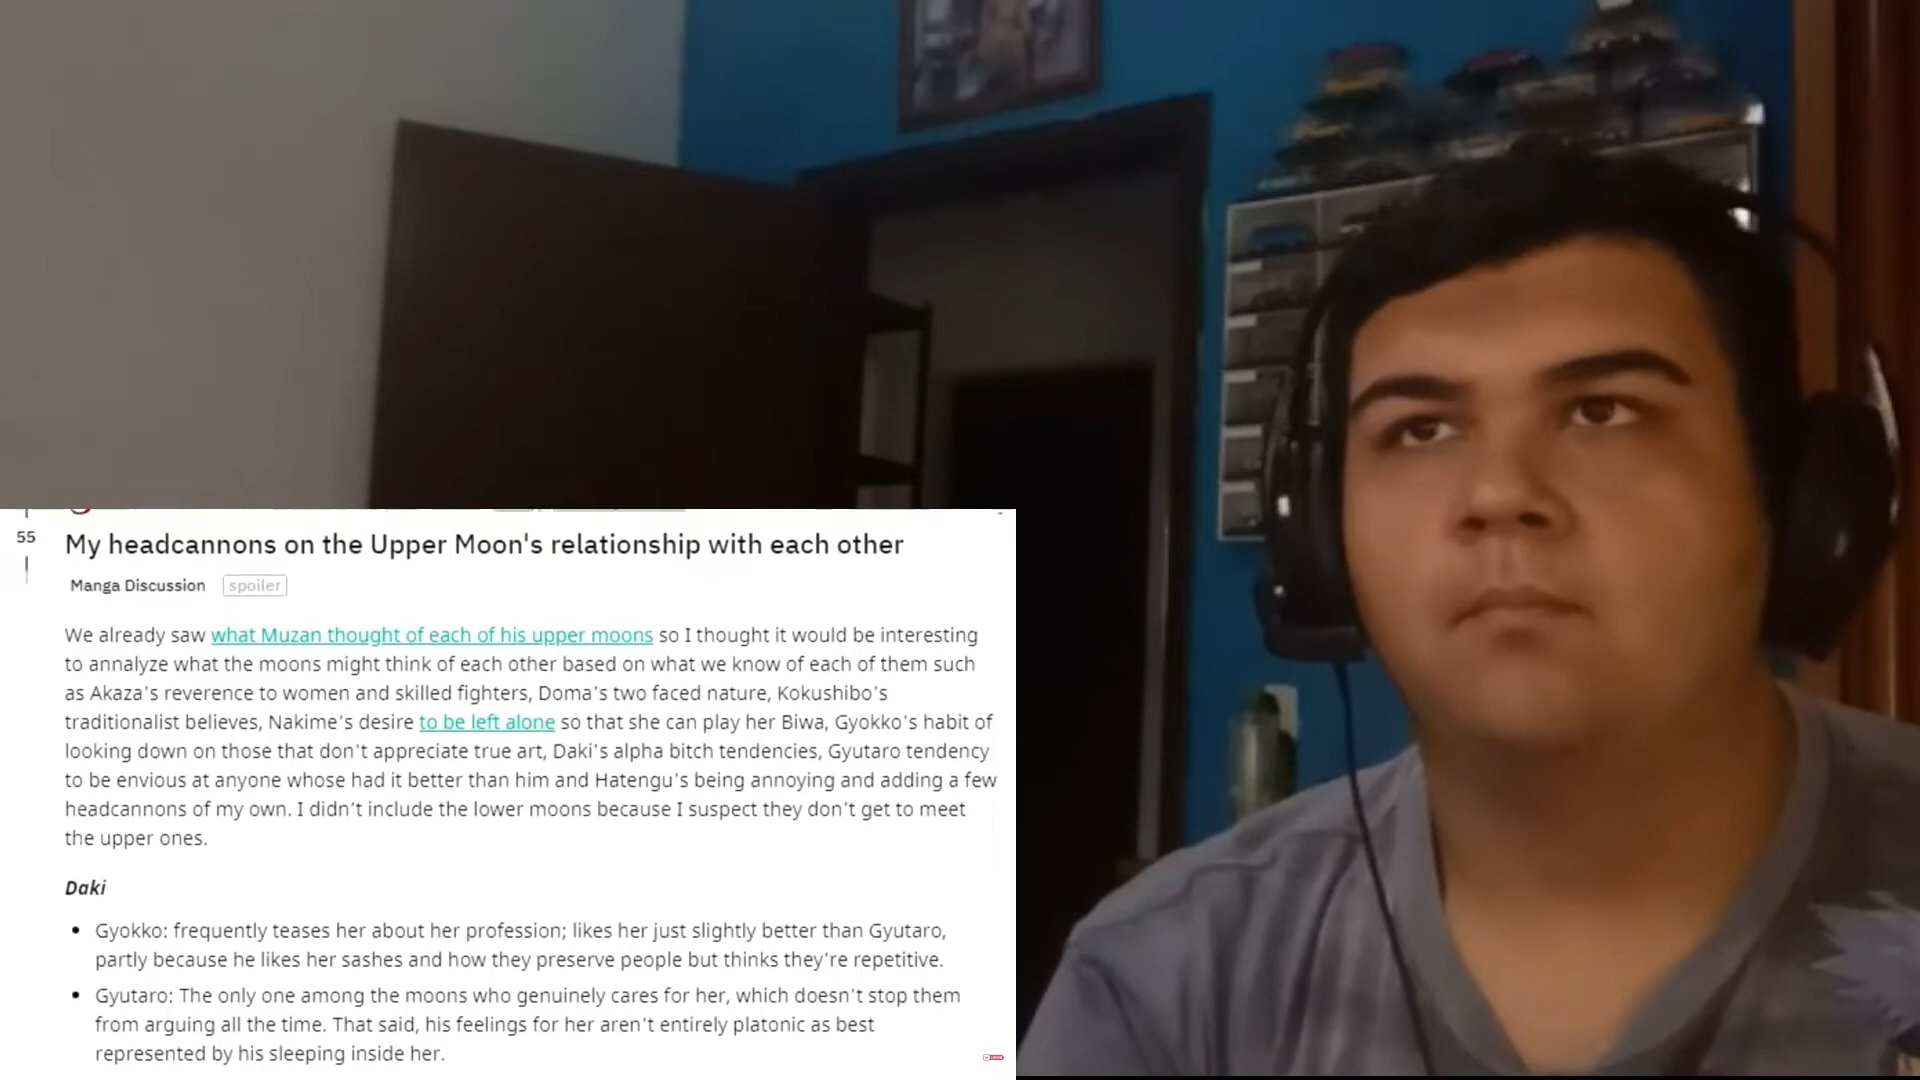 55
My headcannons on the Upper Moon's relationship with each other
Manga Discussion spoiler
We already saw what Muzan thought of each of his upper moons so I thought it would be interesting
to annalyze what the moons might think of each other based on what we know of each of them such
as Akaza's reverence to women and skilled fighters, Doma's two faced nature, Kokushibo's
traditionalist believes, Nakime's desire to be left alone so that she can play her Biwa, Gyokko's habit of
looking down on those that don't appreciate true art, Daki's alpha bitch tendencies, Gyutaro tendency
to be envious at anyone whose had it better than him and Hatengu's being annoying and adding a few
headcannons of my own. I didn't include the lower moons because I suspect they don't get to meet
the upper ones.
Daki
• Gyokko: frequently teases her about her profession; likes her just slightly better than Gyutaro,
partly because he likes her sashes and how they preserve people but thinks they're repetitive.
• Gyutaro: The only one among the moons who genuinely cares for her, which doesn't stop them
from arguing all the time. That said, his feelings for her aren't entirely platonic as best
represented by his sleeping inside her.